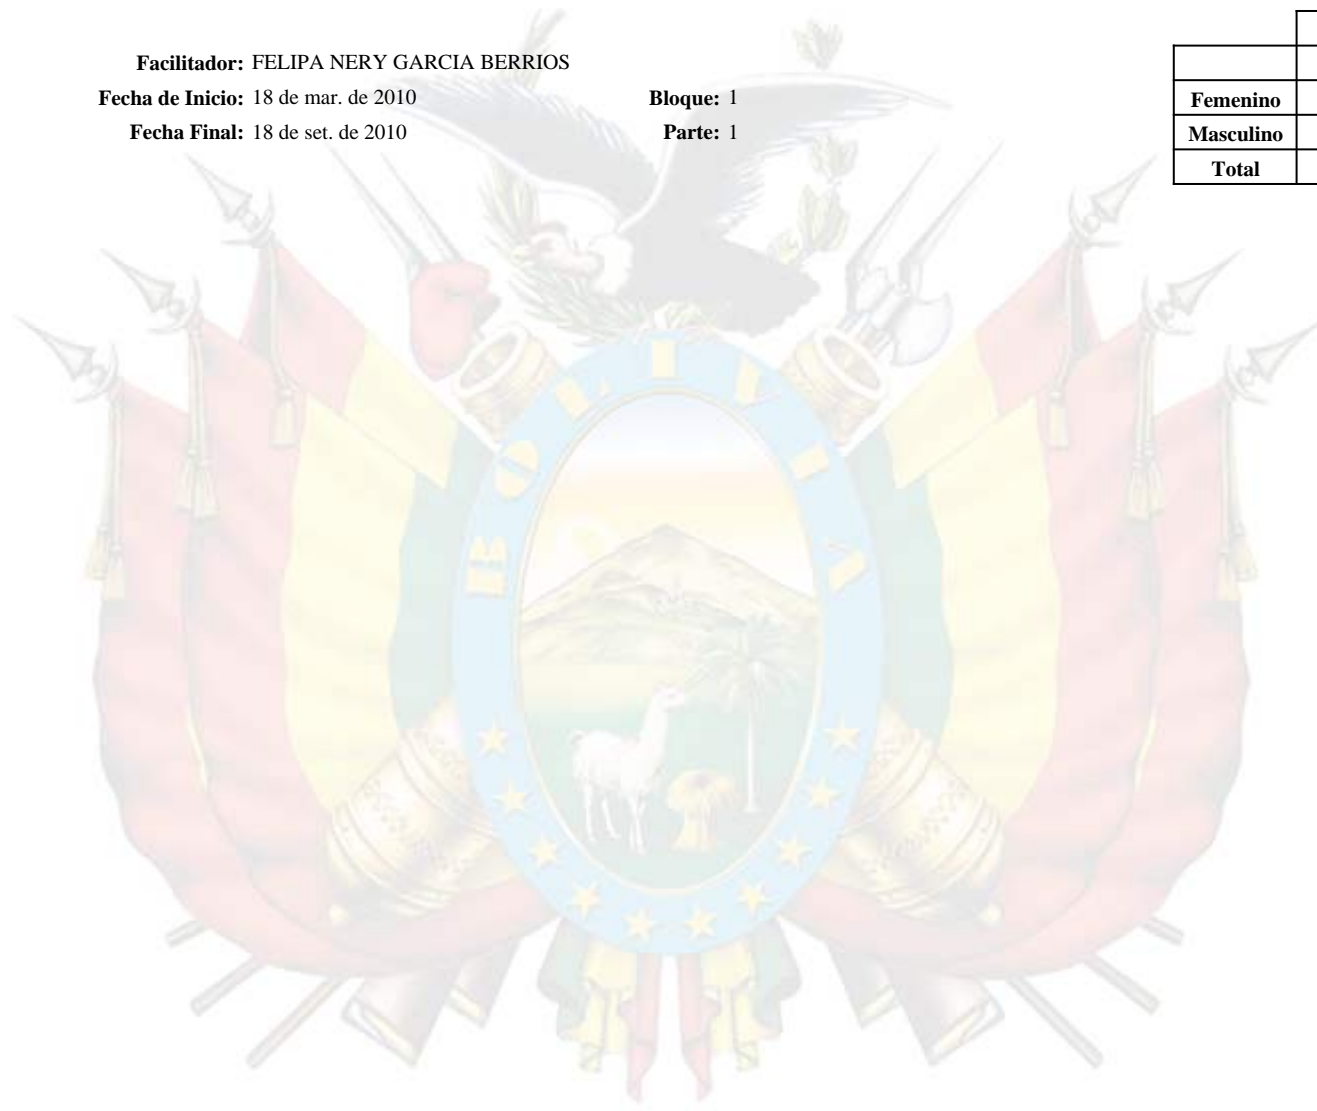 Facilitador: FELIPA NERY GARCIA BERRIOS
Fecha de Inicio: 18 de mar. de 2010 Bloque: 1
Fecha Final: 18 de set. de 2010 Parte: 1
Femenino
Masculino
Total
BOLIVIA